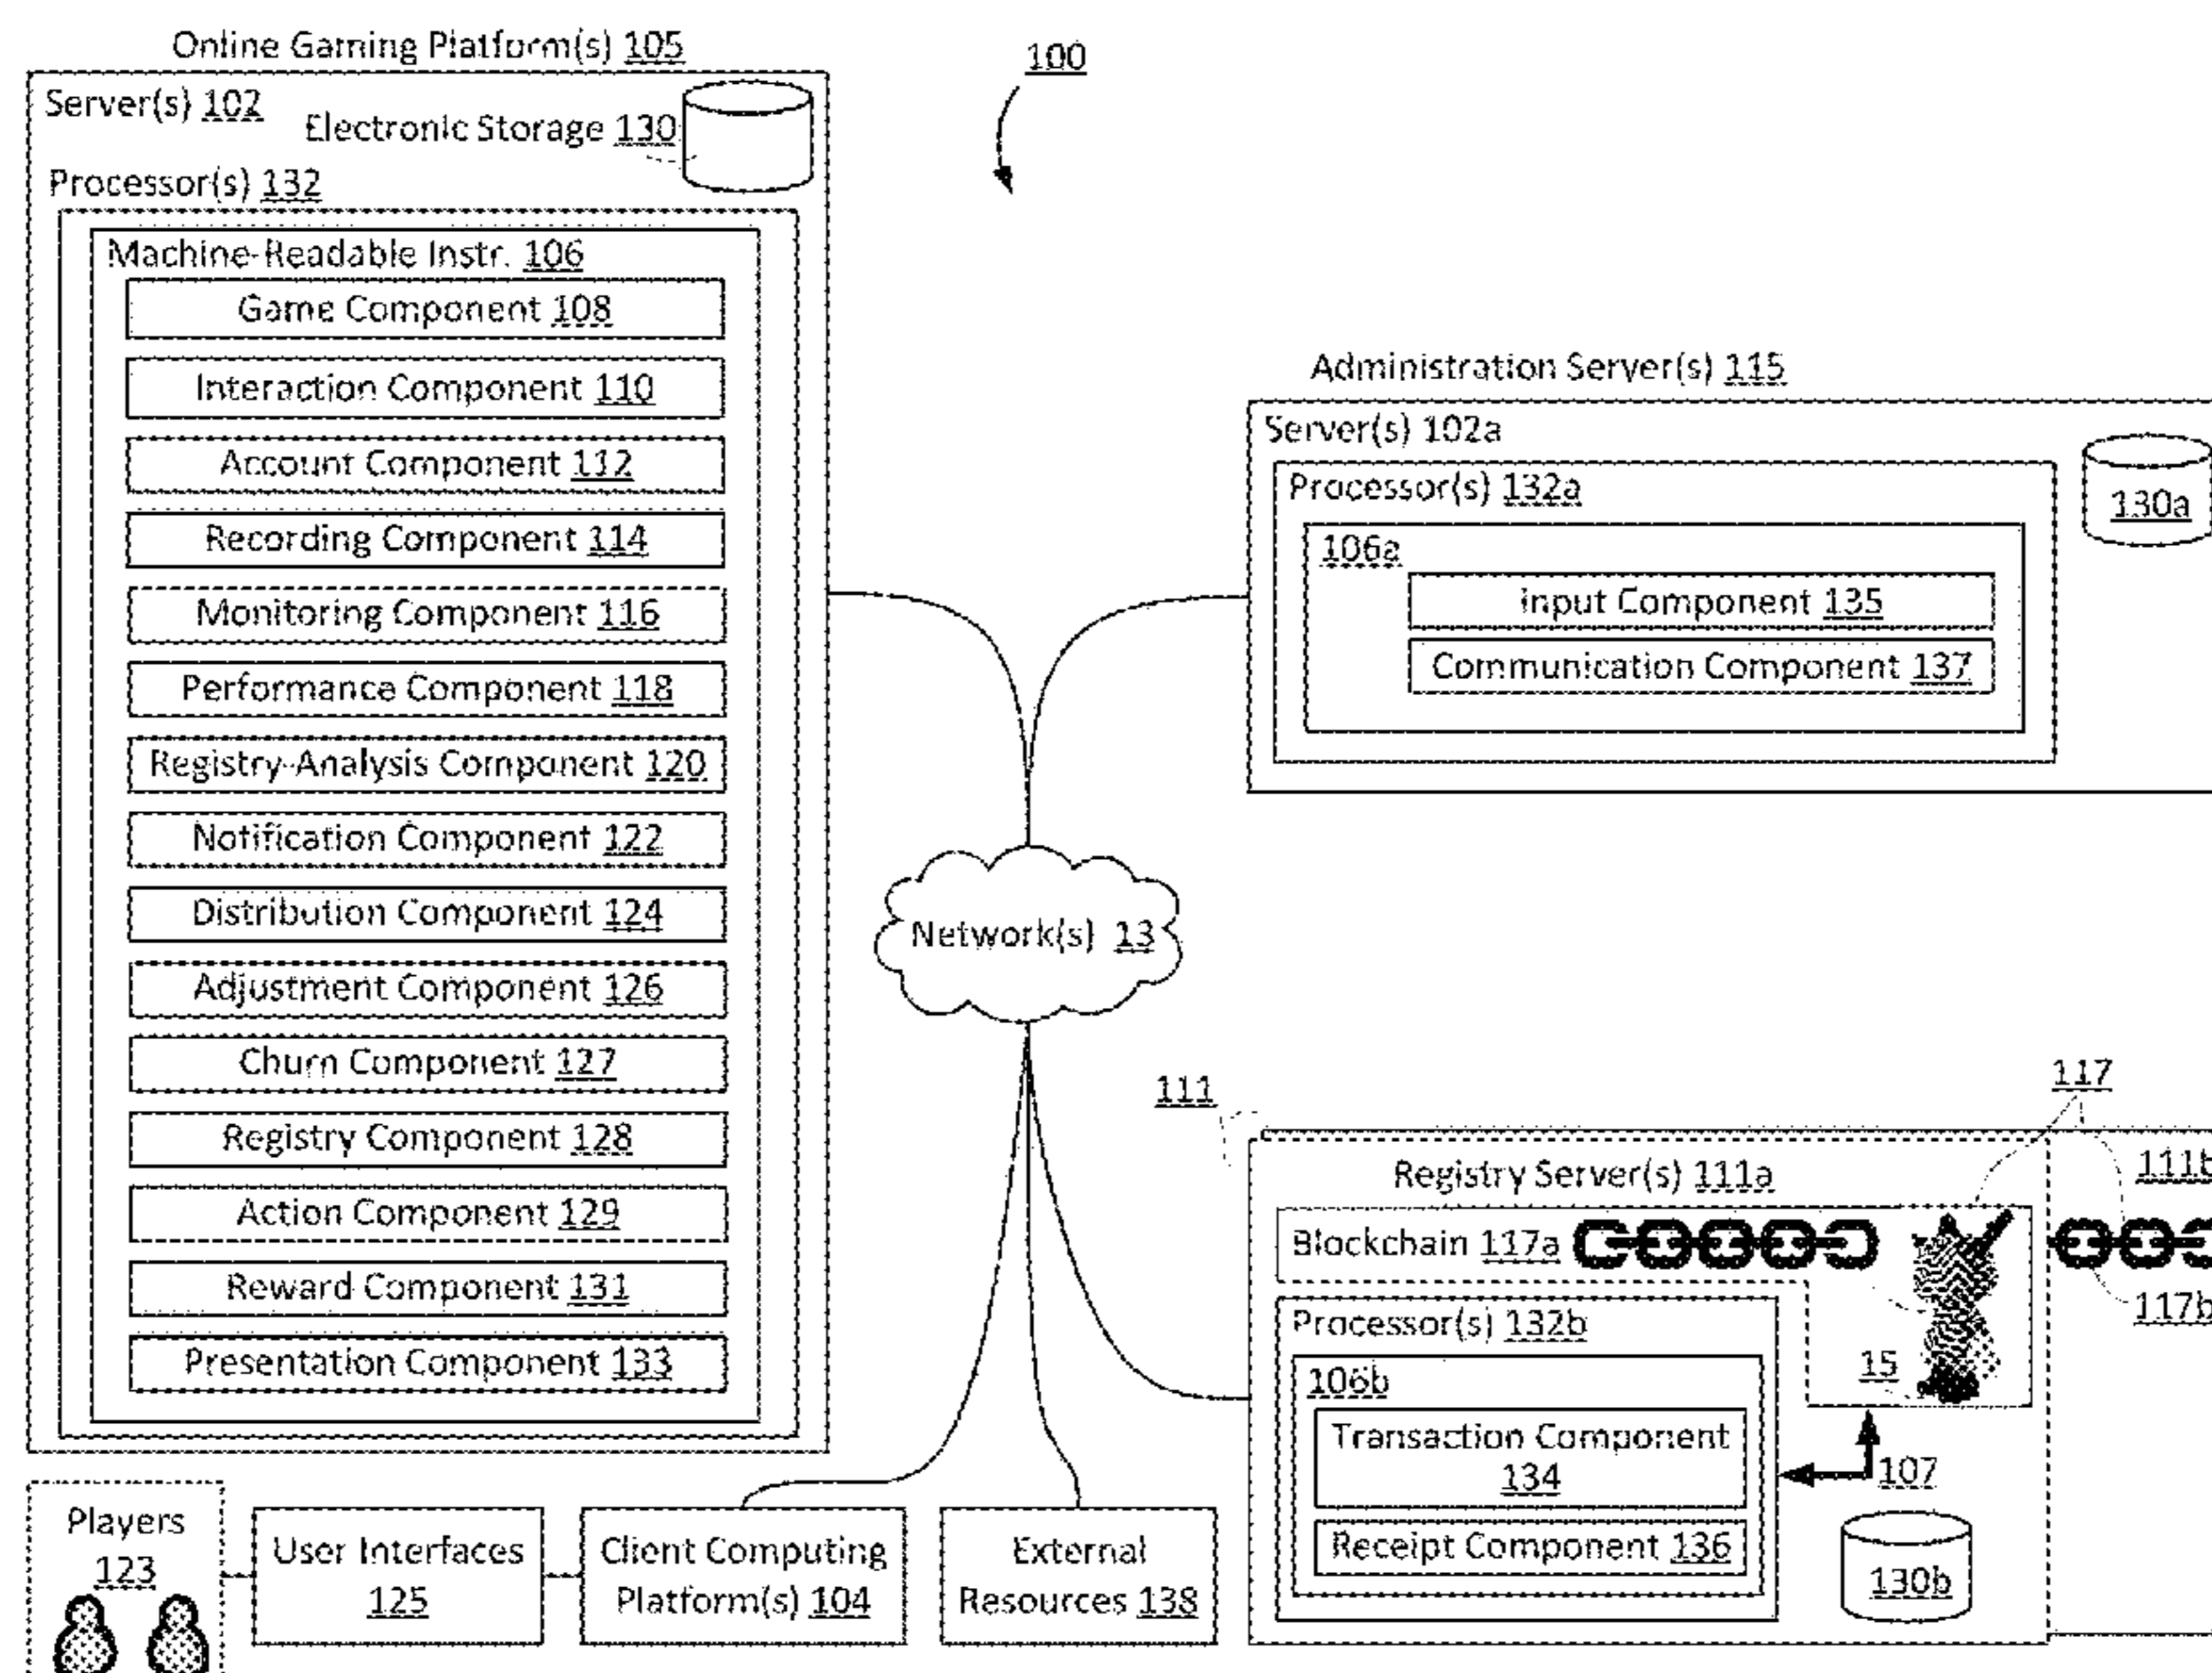 Online Gaming Platform(s) 105
100
Server(s) 102
Electronic Storage 130
Processor(s) 132
Machine-Readable Instr. 106
Game Component 108
Interaction Component 110
Account Component 112
Recording Component 114
Monitoring Component 116
Performance Component 118
Registry-Analysis Component 120
Notification Component 122
Distribution Component 124
Adjustment Component 126
Churn Component 127
Registry Component 128
Action Component 129
Reward Component 131
Presentation Component 133
Administration Server(s) 115
Server(s) 102a
Processor(s) 132a
130a
106a
Input Component 135
Communication Component 137
Network(s) 13
111
117
Registry Server(s) 111a
111b
Blockchain 117a
117b
Processor(s) 132b
15
106b
Transaction Component
134
107
Receipt Component 136
130b
Players
123
User Interfaces
125
Client Computing
Platform(s) 104
External
Resources 138